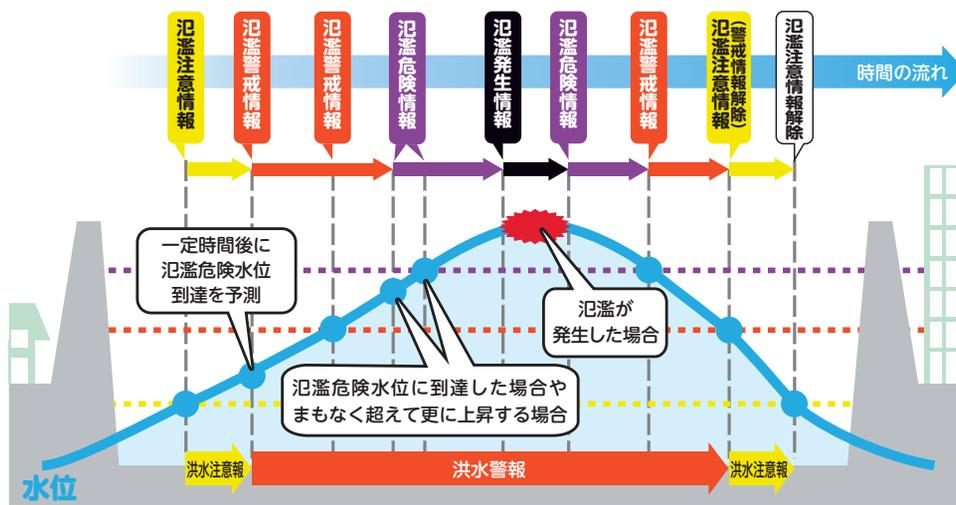 氾濫注意情報
氾濫警戒情報
氾濫警戒情報
氾濫危険情報
氾濫発生情報
氾濫危険情報
氾濫警戒情報
(警戒情報解除)
氾濫注意情報
氾濫注意情報解除
時間の流れ
一定時間後に
氾濫危険水位
到達を予測
氾濫が
発生した場合
氾濫危険水位に到達した場合や
まもなく超えて更に上昇する場合
洪水注意報
洪水警報
洪水注意報
水位